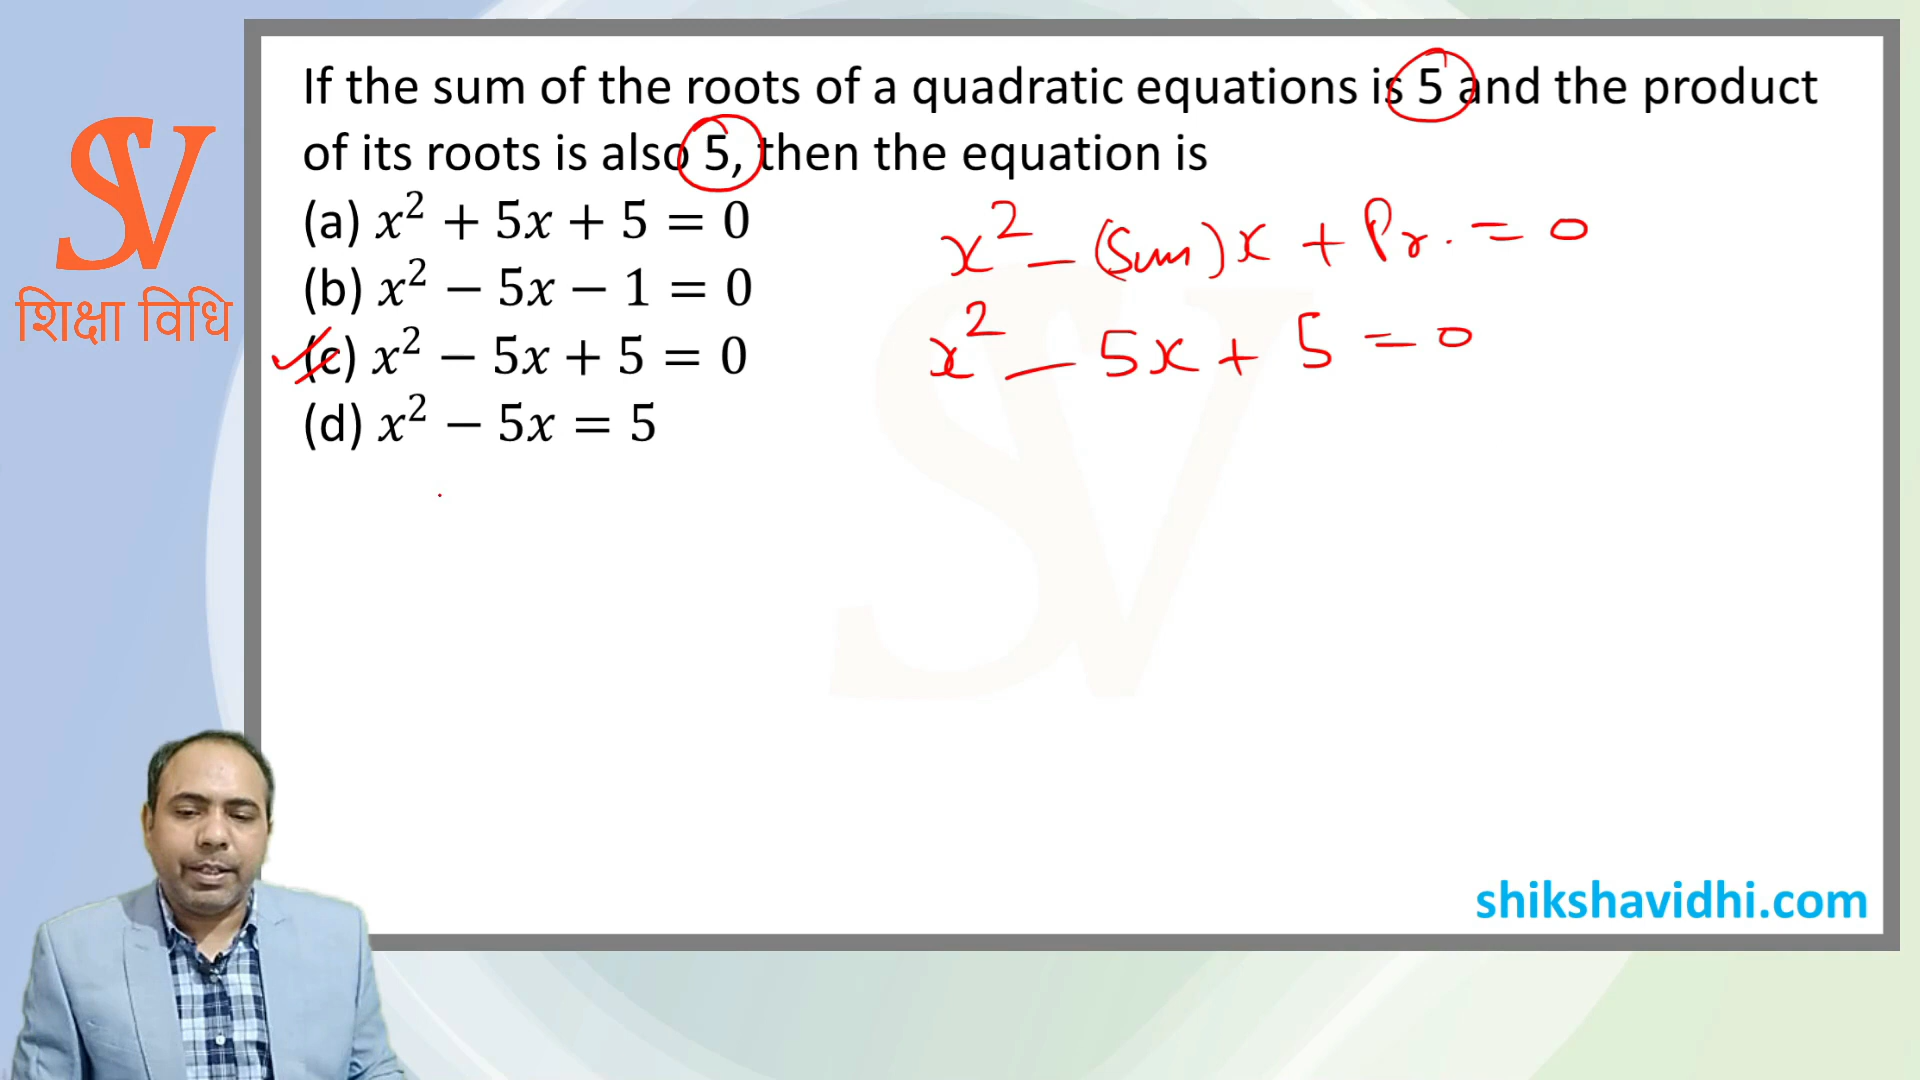 If the sum of the roots of a quadratic equations is 5 and the product
of its roots is also 5, then the equation is
(a) x² + 5x + 5 = 0
(b) x² − 5x − 1 = 0
(c) x² − 5x + 5 = 0
(d) x² − 5x = 5
x² − (Sum)x + Pr. = 0
x² − 5x + 5 = 0
SV
शिक्षा विधि
shikshavidhi.com